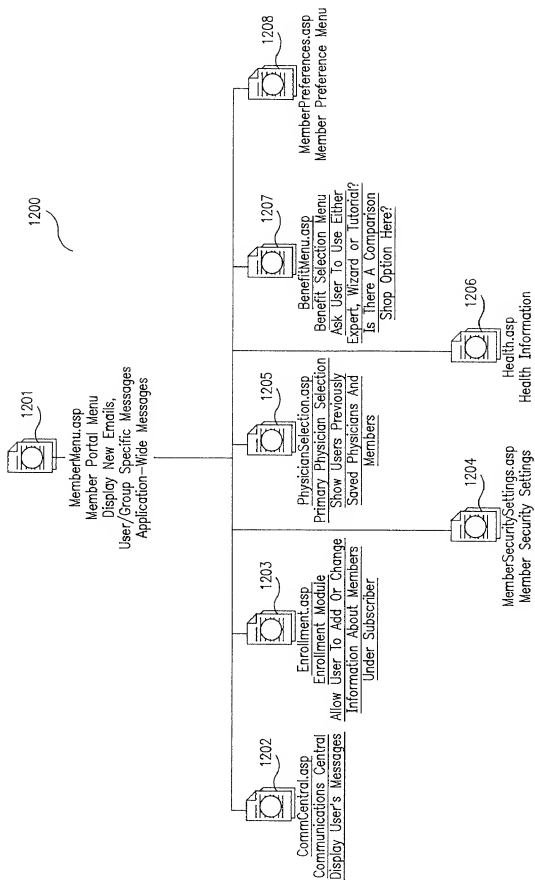 1200
1201
MemberMenu.asp
Member Portal Menu
Display New Emails,
User/Group Specific Messages
Application-Wide Messages
1202
CommCentral.asp
Communications Central
Display User's Messages
1203
Enrollment.asp
Enrollment Module
Allow User To Add Or Change
Information About Members
Under Subscriber
1204
MemberSecuritySettings.asp
Member Security Settings
1205
PhysicianSelection.asp
Primary Physician Selection
Show Users Previously
Saved Physicians And
Members
1206
Health.asp
Health Information
1207
BenefitMenu.asp
Benefit Selection Menu
Ask User To Use Either
Expert, Wizard or Tutorial?
Is There A Comparison
Shop Option Here?
1208
MemberPreferences.asp
Member Preference Menu